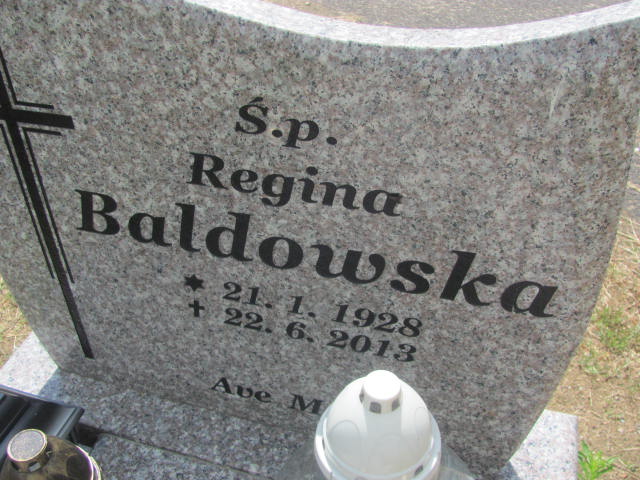 Ś.p.
Regina
Baldowska
* 21. 1. 1928
✝ 22. 6. 2013
Ave